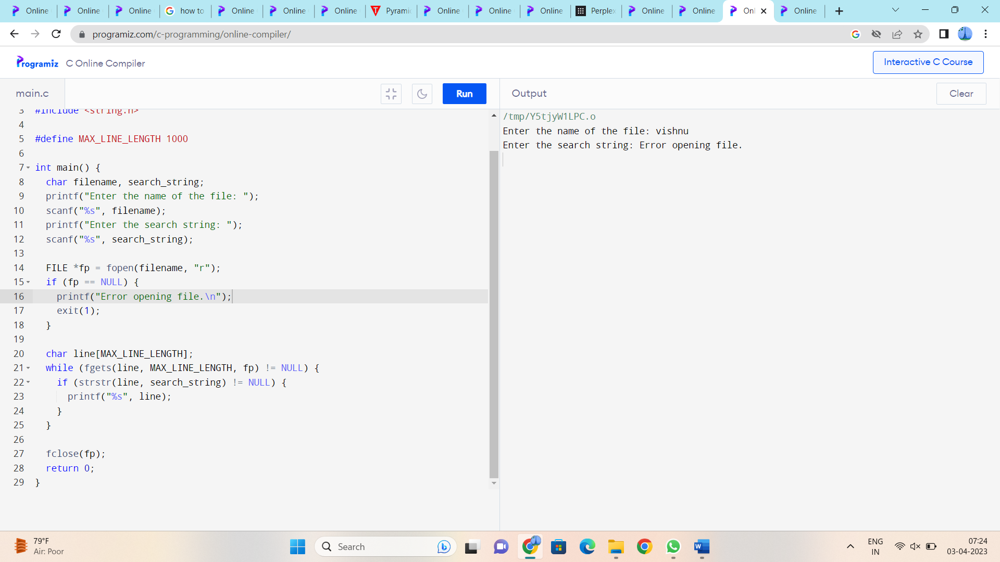 Online
Online
Online
how to
Online
Online
Online
Pyrami
Online
Online
Online
Perplex
Online
Online
Onl
Online
programiz.com/c-programming/online-compiler/
Programiz C Online Compiler
Interactive C Course
main.c
Run
Output
Clear
3 #include <string.h>
4
5 #define MAX_LINE_LENGTH 1000
6
7 int main() {
8 char filename, search_string;
9 printf("Enter the name of the file: ");
10 scanf("%s", filename);
11 printf("Enter the search string: ");
12 scanf("%s", search_string);
13
14 FILE *fp = fopen(filename, "r");
15 if (fp == NULL) {
16 printf("Error opening file.\n");
17 exit(1);
18 }
19
20 char line[MAX_LINE_LENGTH];
21 while (fgets(line, MAX_LINE_LENGTH, fp) != NULL) {
22 if (strstr(line, search_string) != NULL) {
23 printf("%s", line);
24 }
25 }
26
27 fclose(fp);
28 return 0;
29 }
/tmp/Y5tjyW1LPC.o
Enter the name of the file: vishnu
Enter the search string: Error opening file.
79°F
Air: Poor
Search
ENG
IN
07:24
03-04-2023